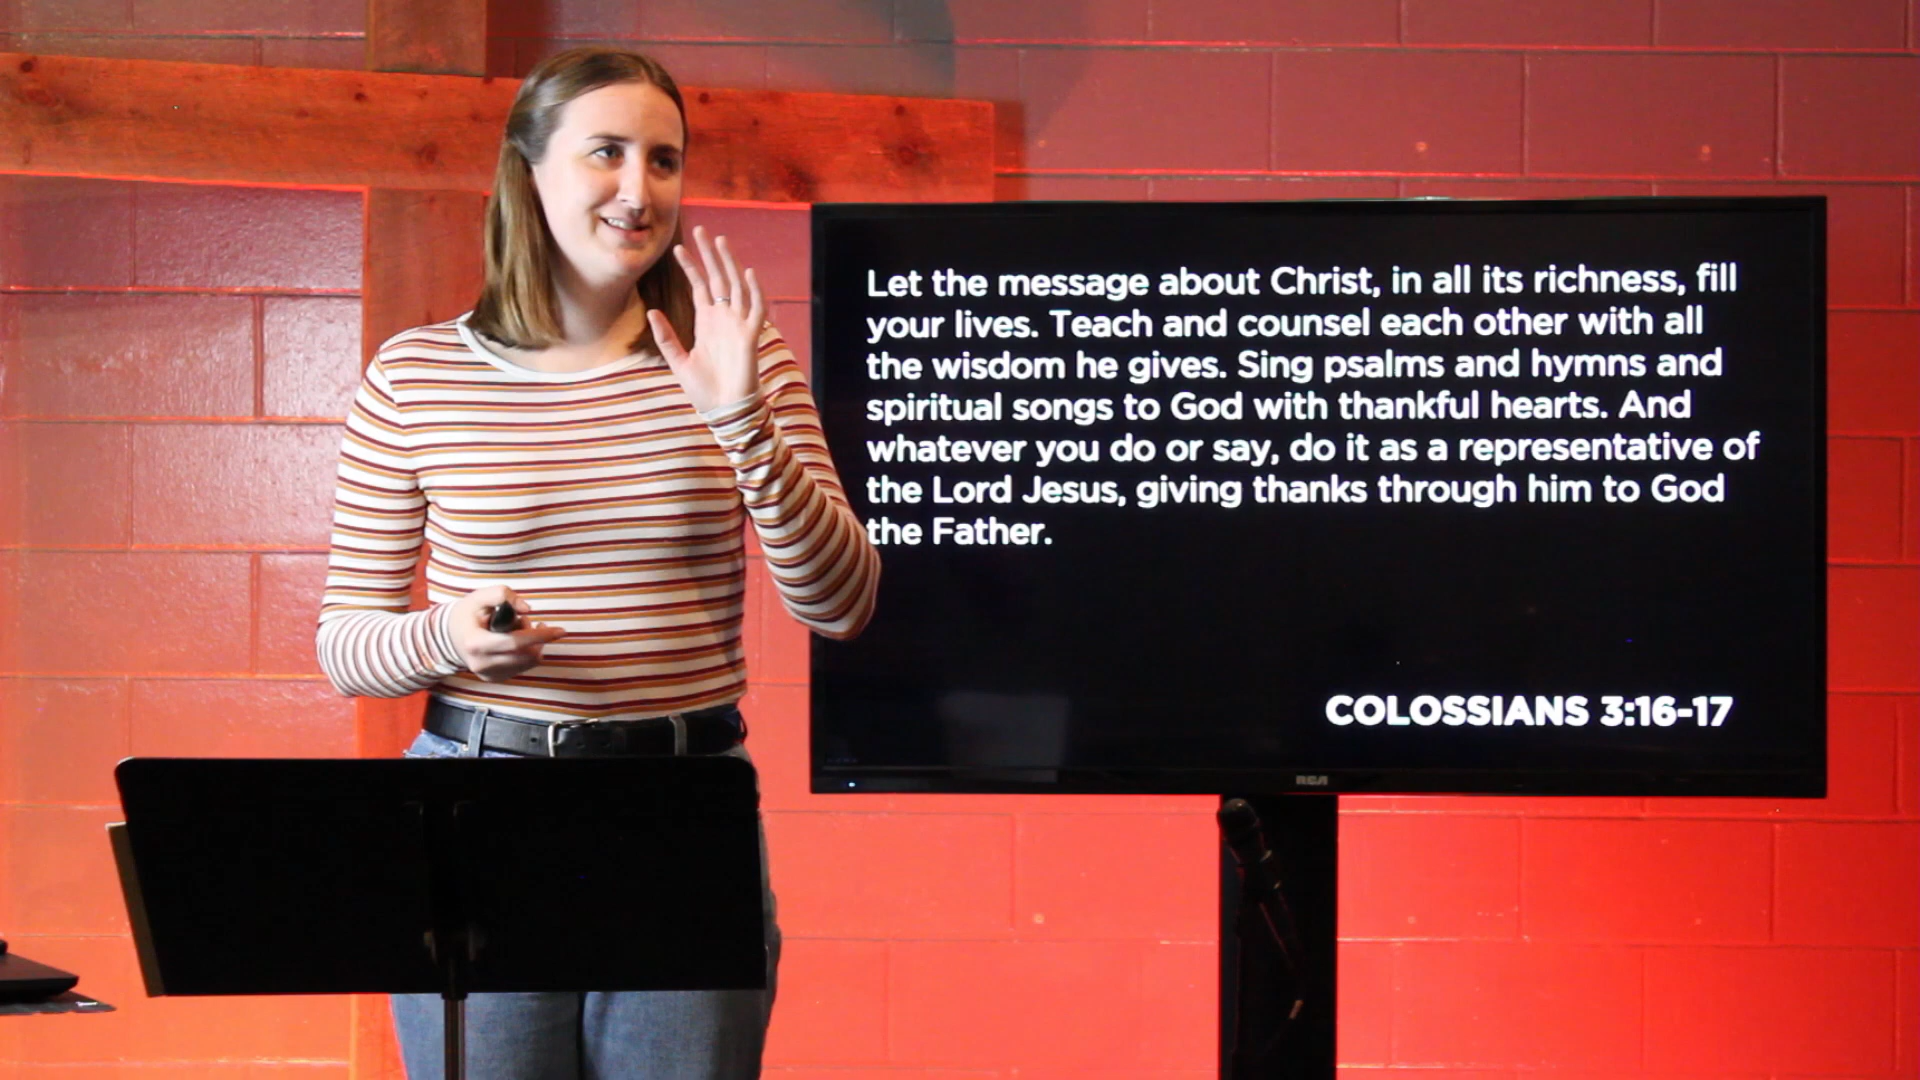 Let the message about Christ, in all its richness, fill
your lives. Teach and counsel each other with all
the wisdom he gives. Sing psalms and hymns and
spiritual songs to God with thankful hearts. And
whatever you do or say, do it as a representative of
the Lord Jesus, giving thanks through him to God
the Father.
COLOSSIANS 3:16-17
RCA